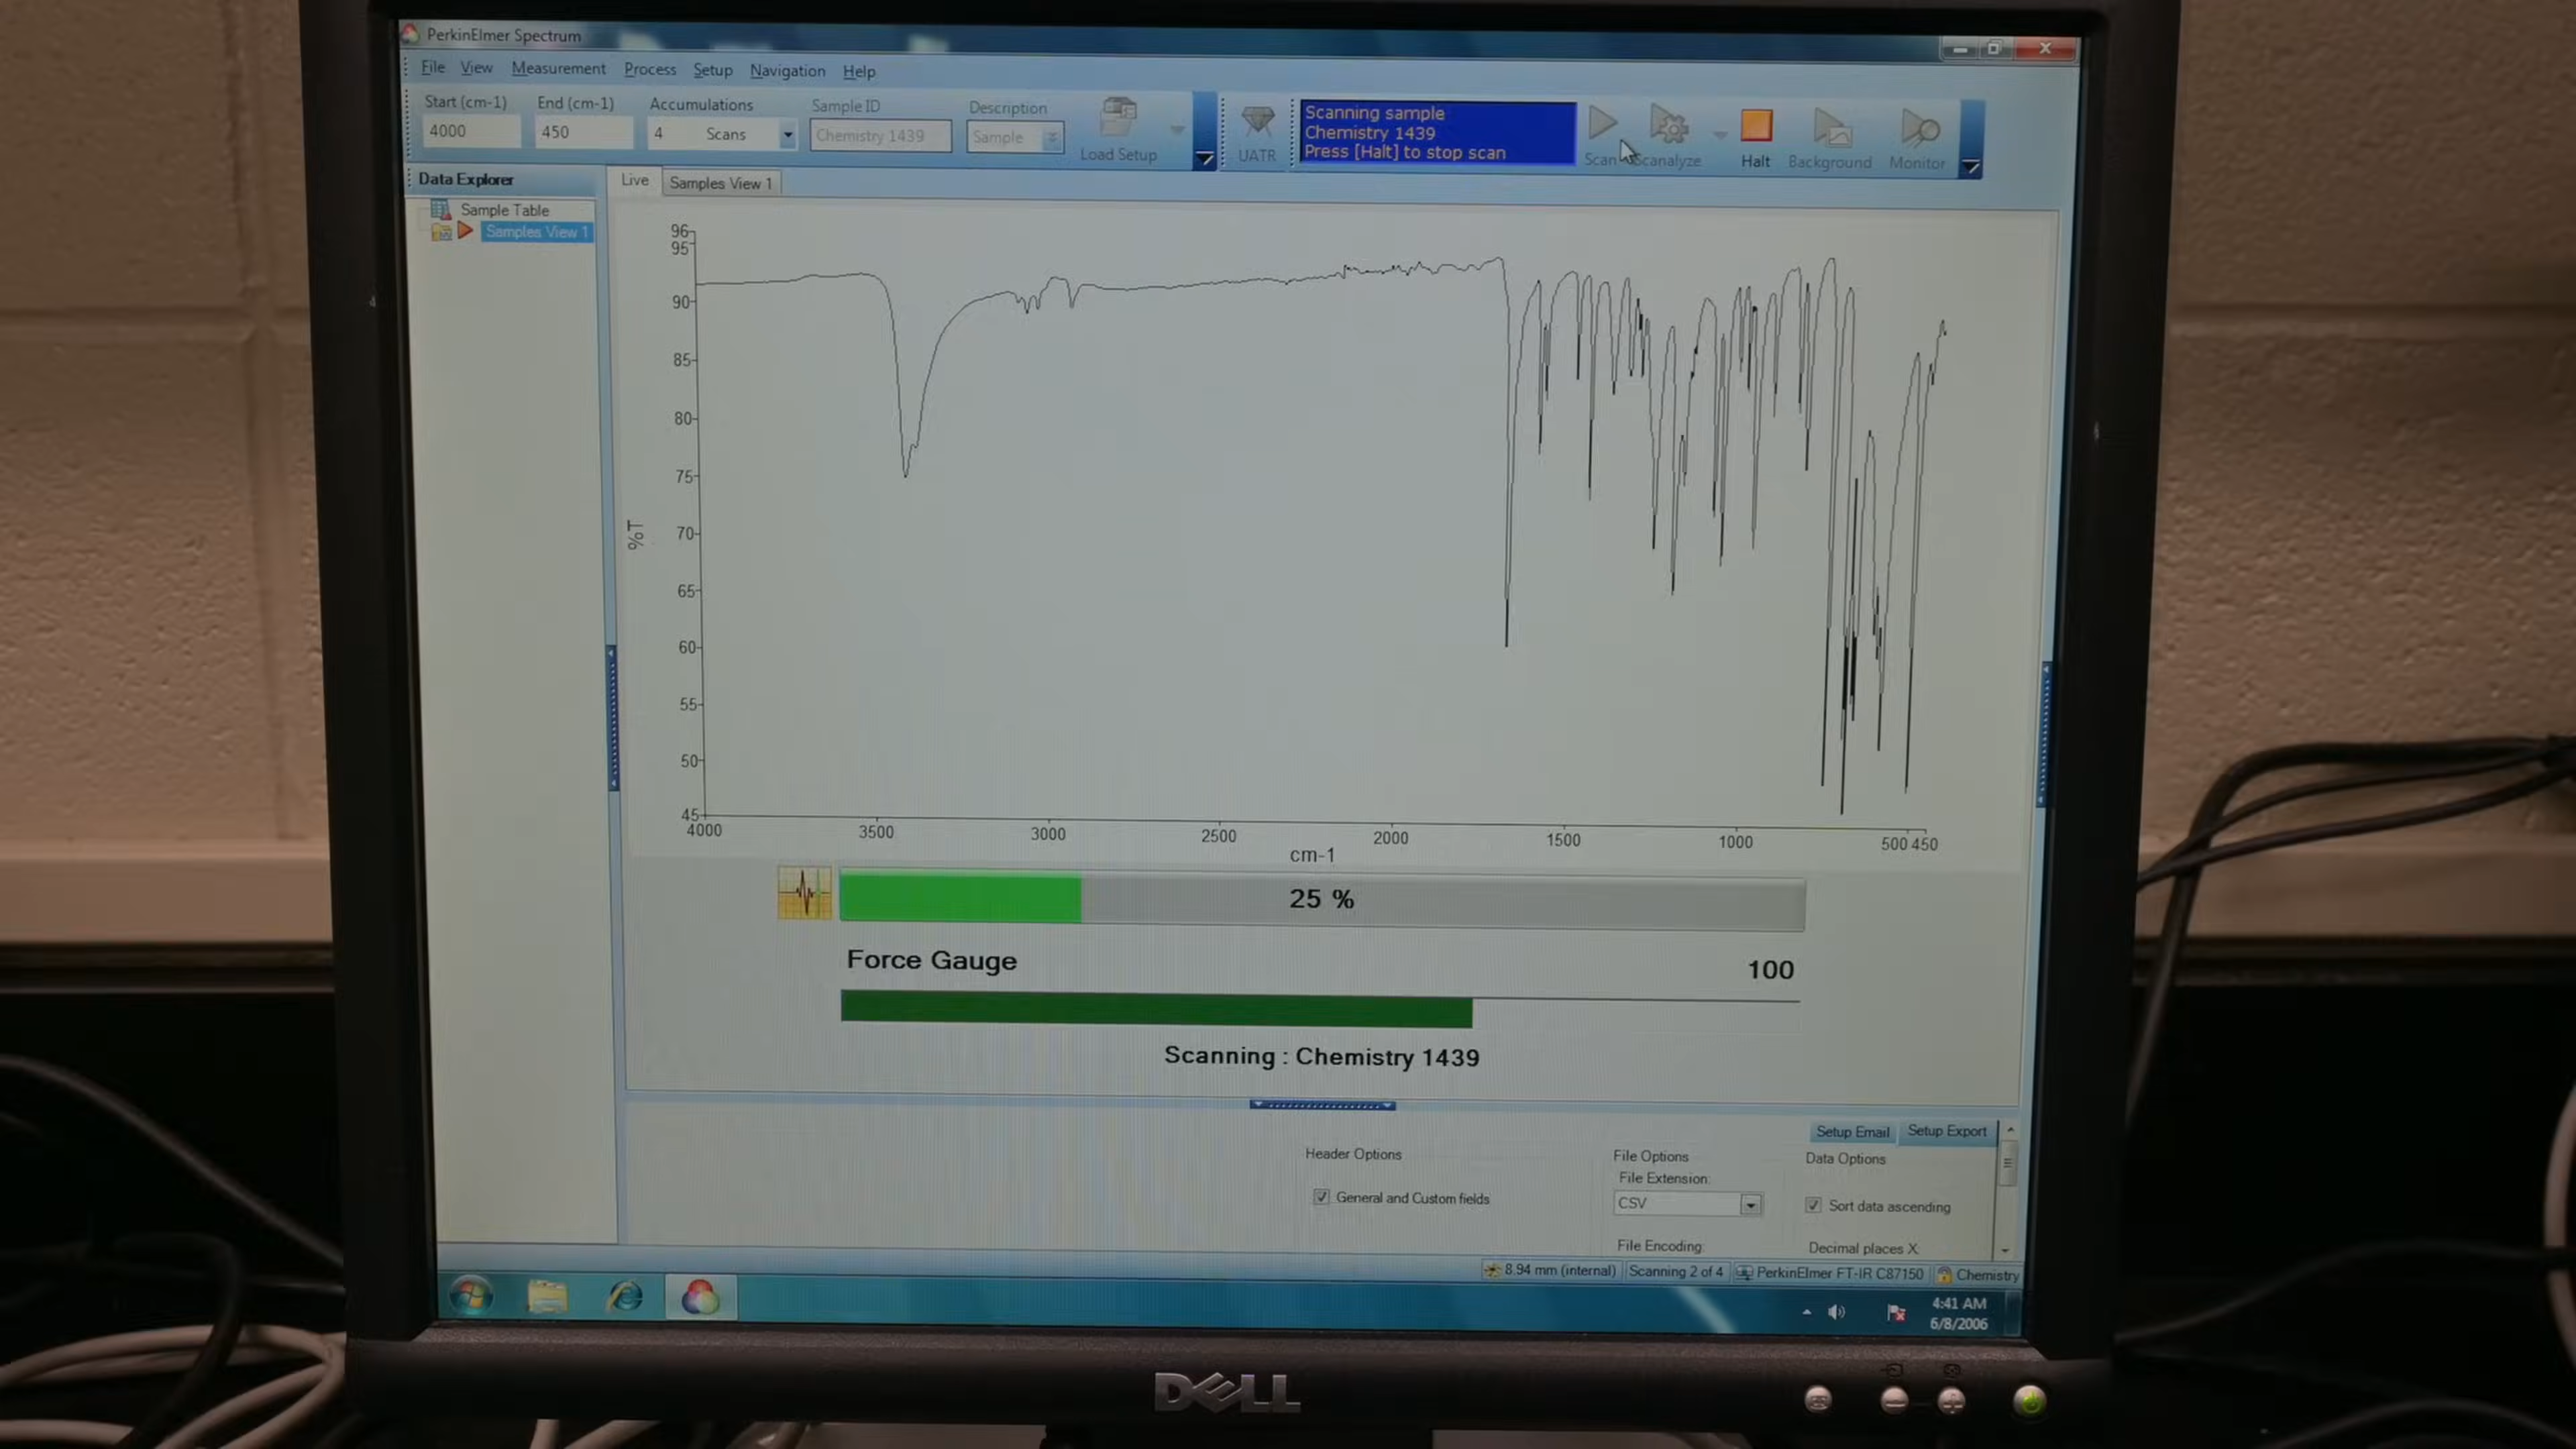 PerkinElmer Spectrum
File View Measurement Process Setup Navigation Help
Start (cm-1) End (cm-1) Accumulations Sample ID Description
4000 450 4 Scans Chemistry 1439 Sample
Load Setup
UATR
Scanning sample
Chemistry 1439
Press [Halt] to stop scan
Scan Scanalyze Halt Background Monitor
Data Explorer
Sample Table
Samples View 1
Live Samples View 1
96
95
90
85
80
75
70
65
60
55
50
45
%T
4000 3500 3000 2500 2000 1500 1000 500 450
cm-1
25 %
Force Gauge 100
Scanning : Chemistry 1439
Setup Email Setup Export
Header Options File Options Data Options
File Extension:
General and Custom fields CSV Sort data ascending
File Encoding: Decimal places X:
8.94 mm (internal) Scanning 2 of 4 PerkinElmer FT-IR C87150 Chemistry
4:41 AM
6/8/2006
DELL